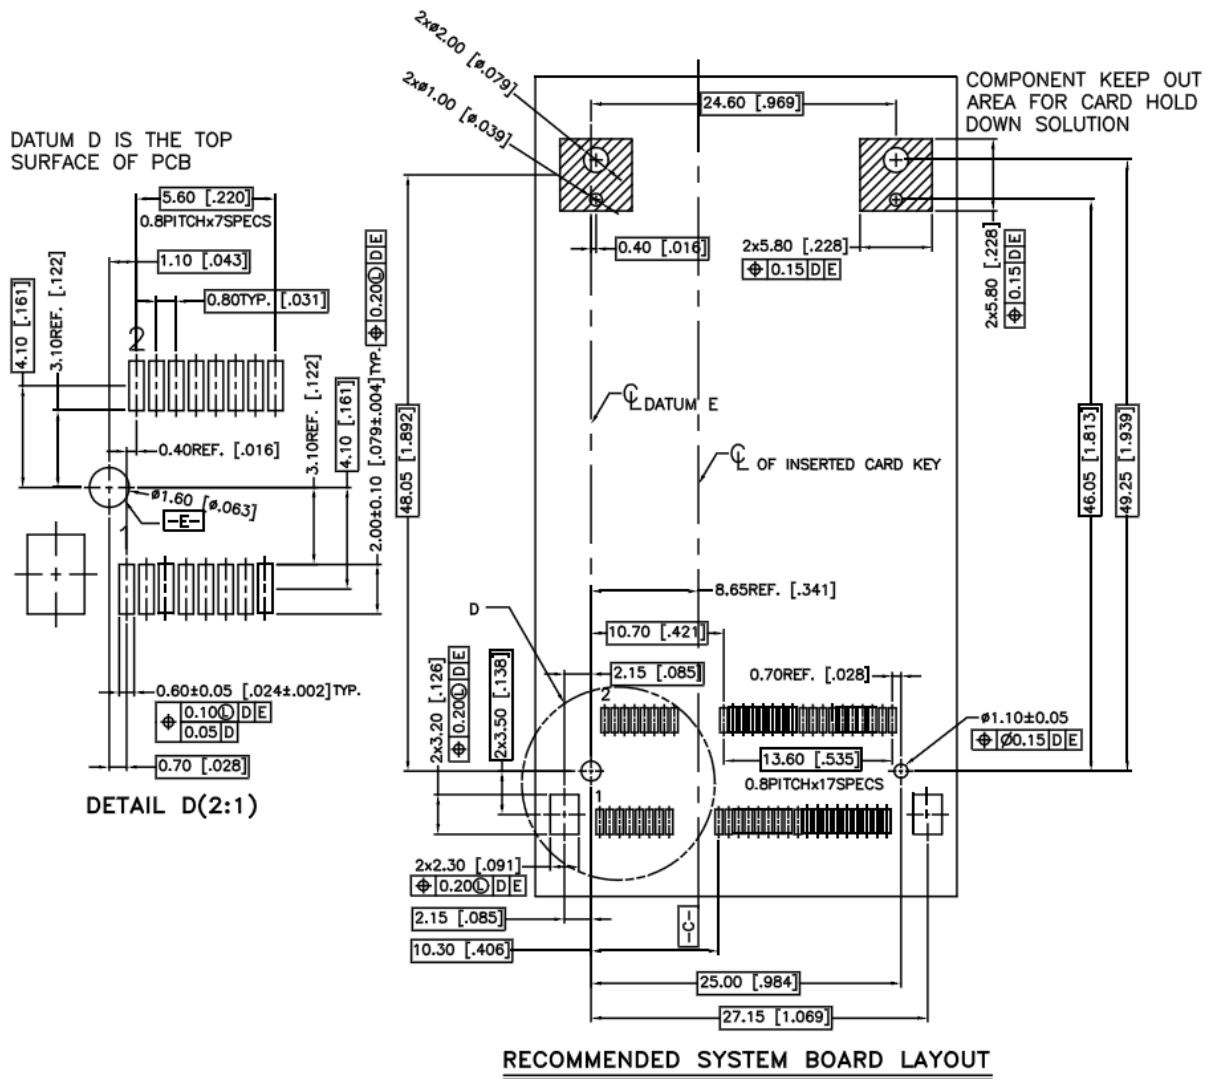 2xø2.00 [ø.079]
2xø1.00 [ø.039]
24.60 [.969]
COMPONENT KEEP OUT
AREA FOR CARD HOLD
DOWN SOLUTION
DATUM D IS THE TOP
SURFACE OF PCB
5.60 [.220]
0.8PITCHx7SPECS
1.10 [.043]
0.80TYP. [.031]
4.10 [.161]
3.10REF. [.122]
2
0.40REF. [.016]
ø1.60 [ø.063]
-E-
1
3.10REF. [.122]
4.10 [.161]
2.00±0.10 [.079±.004]TYP.
⌖ 0.20Ⓛ D E
0.60±0.05 [.024±.002]TYP.
⌖ 0.10Ⓛ D E
0.05 D
0.70 [.028]
DETAIL D(2:1)
0.40 [.016]
2x5.80 [.228]
⌖ 0.15 D E
2x5.80 [.228]
⌖ 0.15 D E
48.05 [1.892]
℄ DATUM E
℄ OF INSERTED CARD KEY
46.05 [1.813]
49.25 [1.939]
8.65REF. [.341]
D
10.70 [.421]
2.15 [.085]
0.70REF. [.028]
2x3.20 [.126]
⌖ 0.20Ⓛ D E
2x3.50 [.138]
2
ø1.10±0.05
⌖ Ø0.15 D E
13.60 [.535]
0.8PITCHx17SPECS
1
2x2.30 [.091]
⌖ 0.20Ⓛ D E
2.15 [.085]
-C-
10.30 [.406]
25.00 [.984]
27.15 [1.069]
RECOMMENDED SYSTEM BOARD LAYOUT